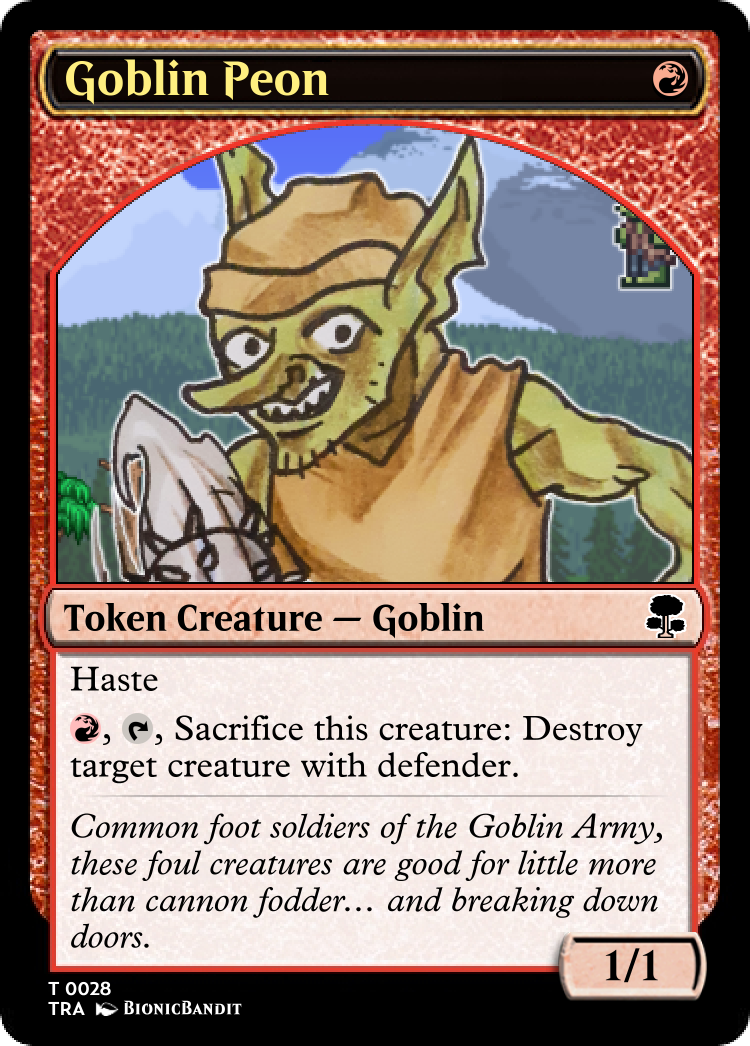 Goblin Peon
Token Creature — Goblin
Haste
, , Sacrifice this creature: Destroy
target creature with defender.
Common foot soldiers of the Goblin Army,
these foul creatures are good for little more
than cannon fodder… and breaking down
doors.
1/1
T 0028
TRA BIONICBANDIT